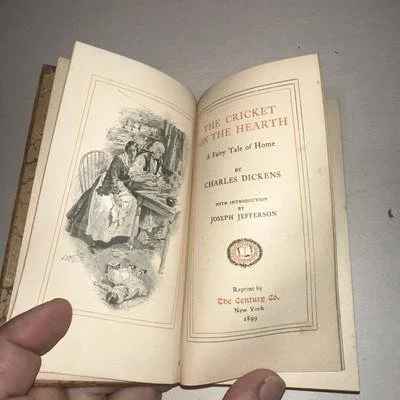 THE CRICKET
ON THE HEARTH
A Fairy Tale of Home
BY
CHARLES DICKENS
WITH INTRODUCTION
BY
JOSEPH JEFFERSON
Reprint by
The Century Co.
New York
1899